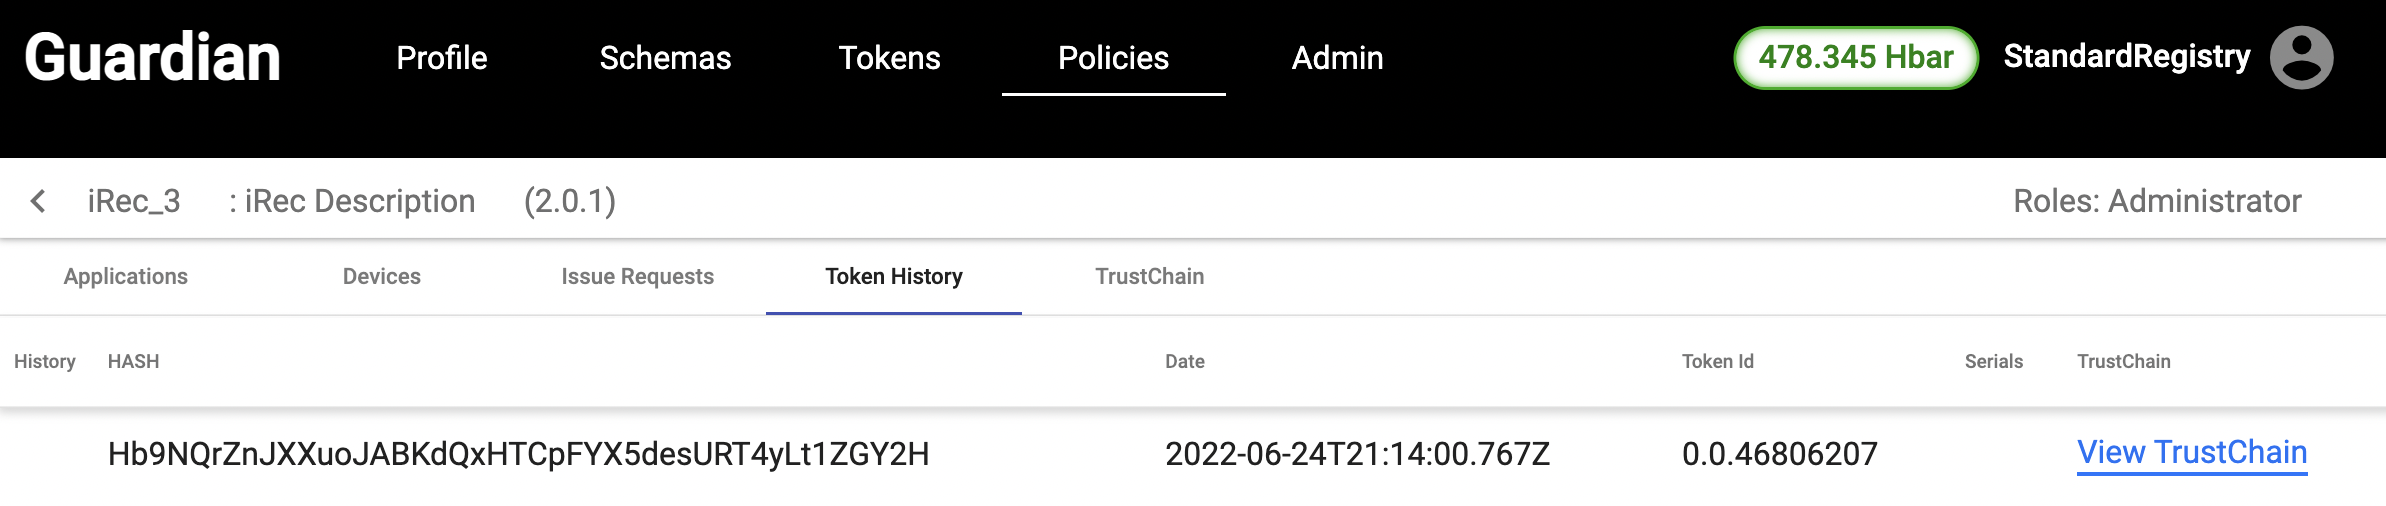 Guardian Profile Schemas Tokens Policies Admin 478.345 Hbar StandardRegistry
iRec_3 : iRec Description (2.0.1) Roles: Administrator
Applications Devices Issue Requests Token History TrustChain
History HASH Date Token Id Serials TrustChain
Hb9NQrZnJXXuoJABKdQxHTCpFYX5desURT4yLt1ZGY2H 2022-06-24T21:14:00.767Z 0.0.46806207 View TrustChain